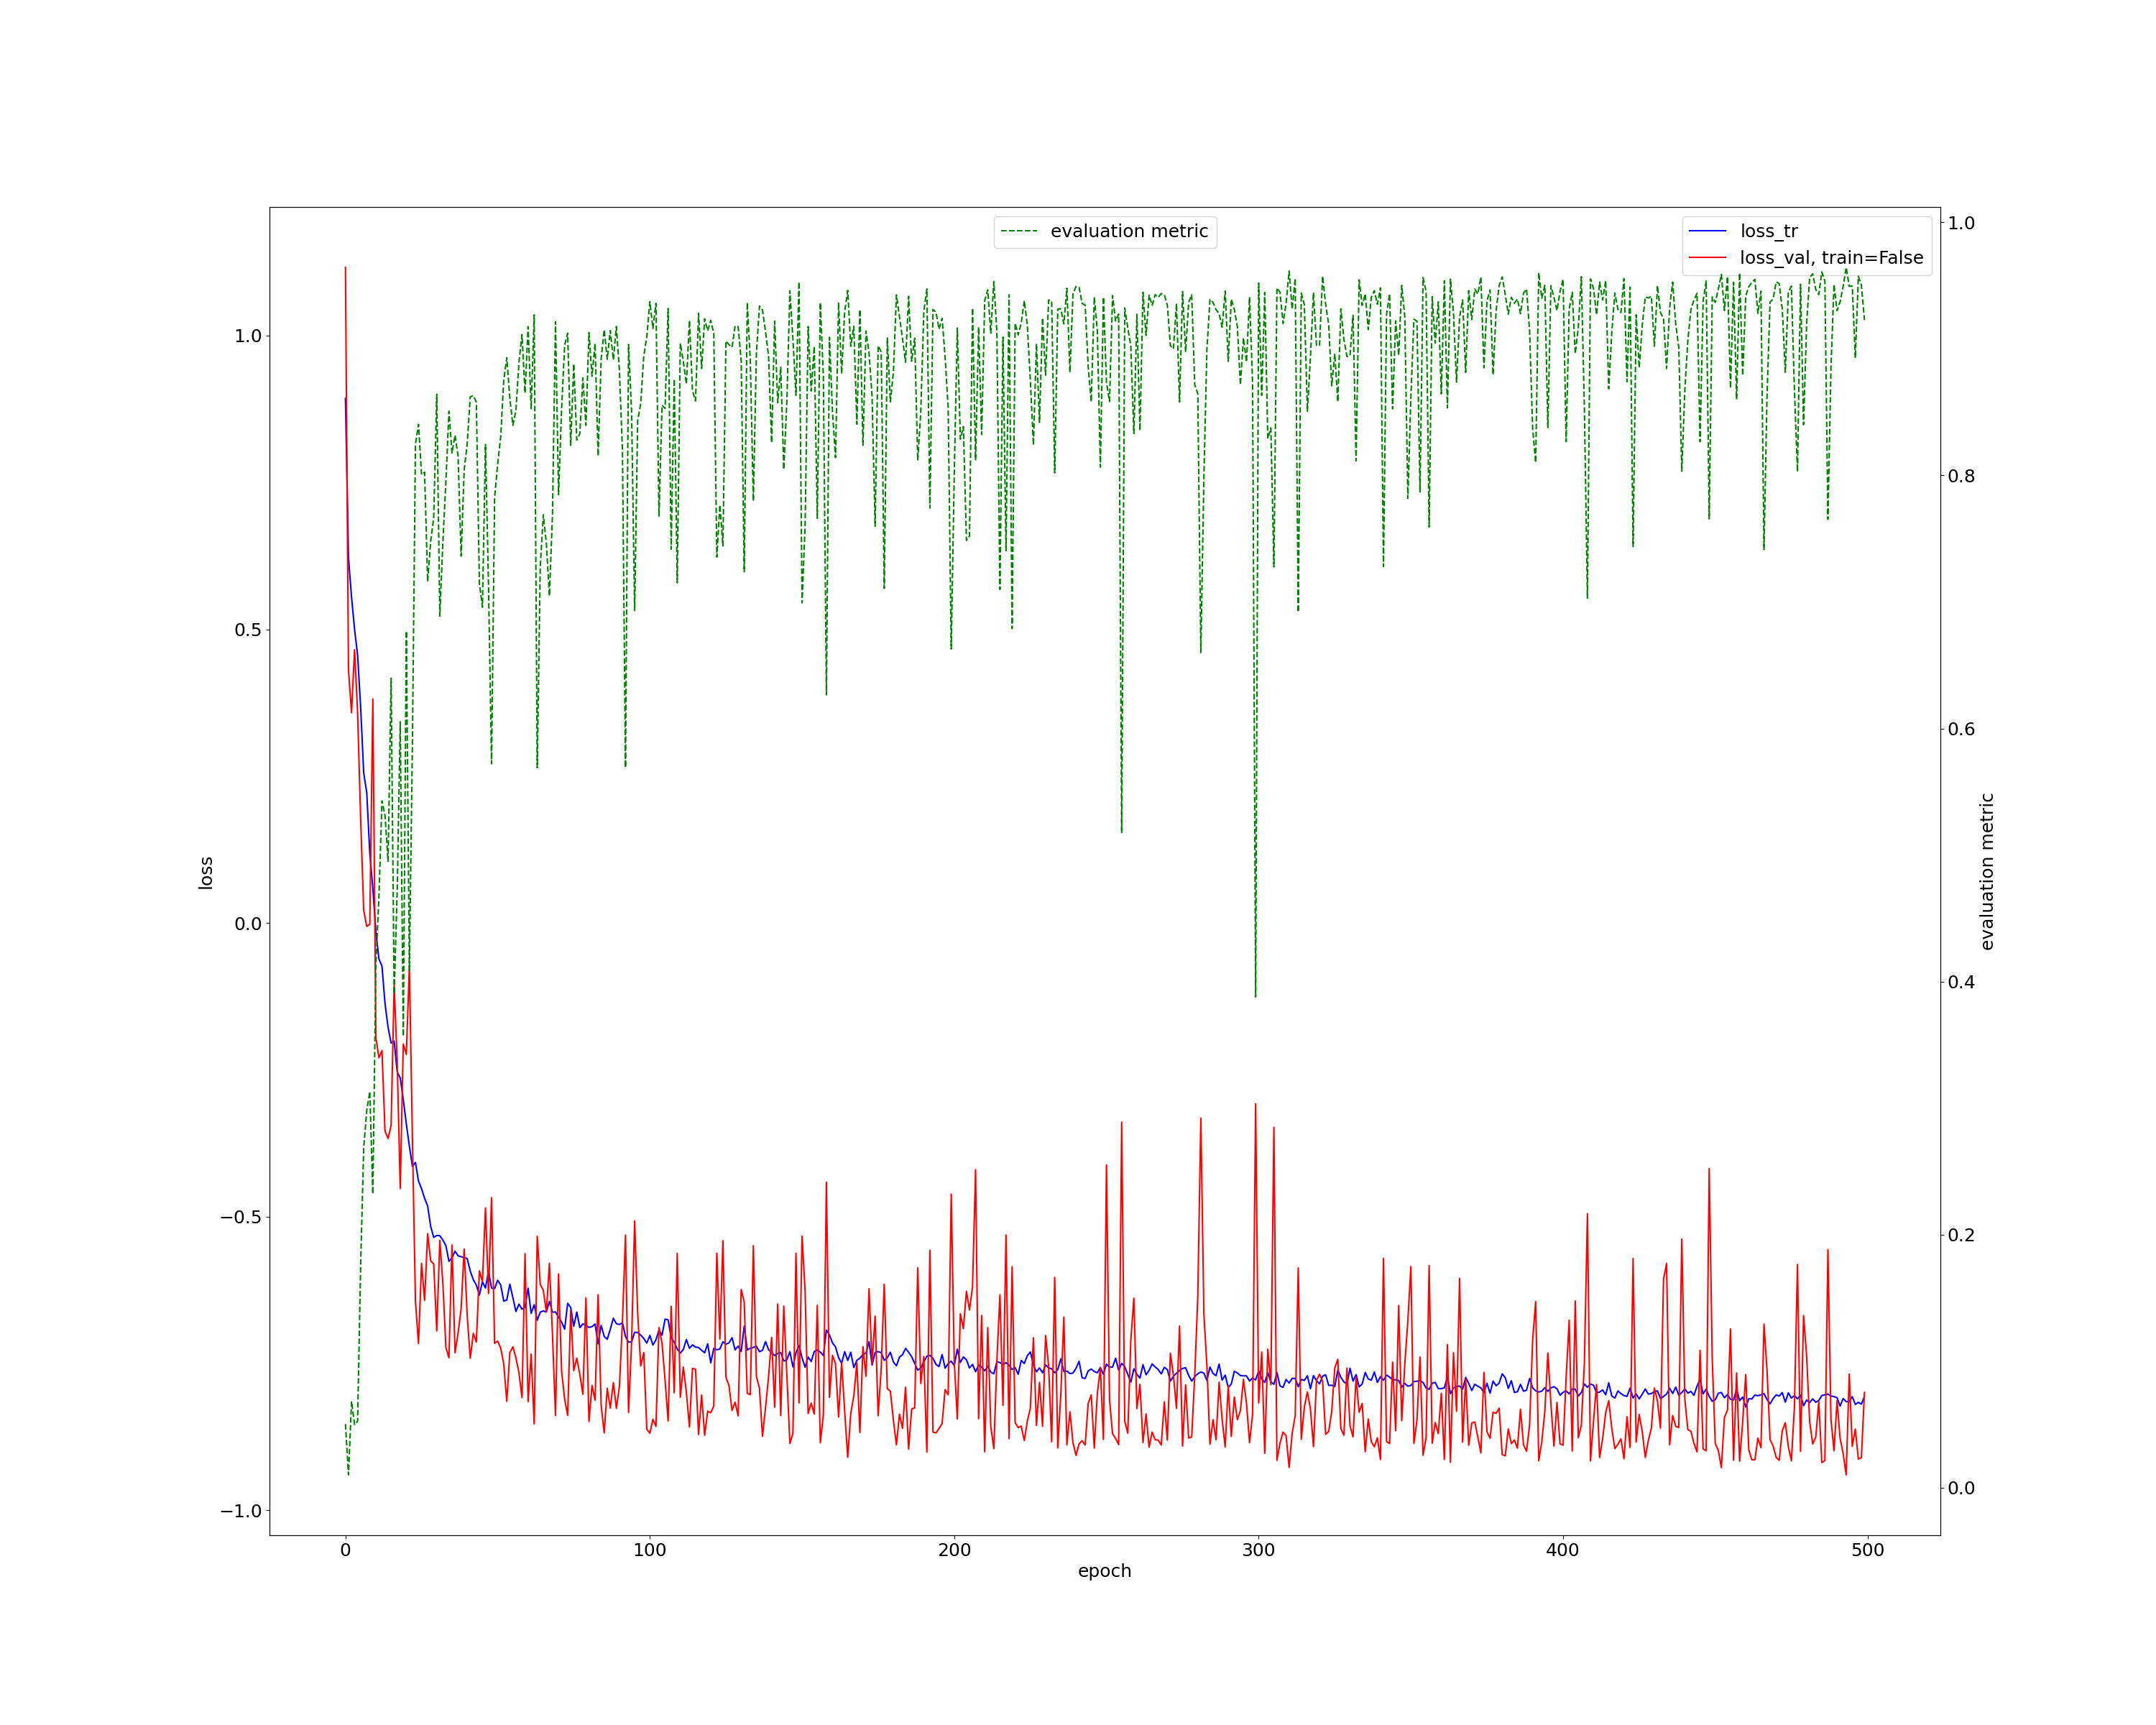 evaluation metric
loss_tr
loss_val, train=False
1.0
0.5
0.0
−0.5
−1.0
loss
1.0
0.8
0.6
0.4
0.2
0.0
evaluation metric
0 100 200 300 400 500
epoch